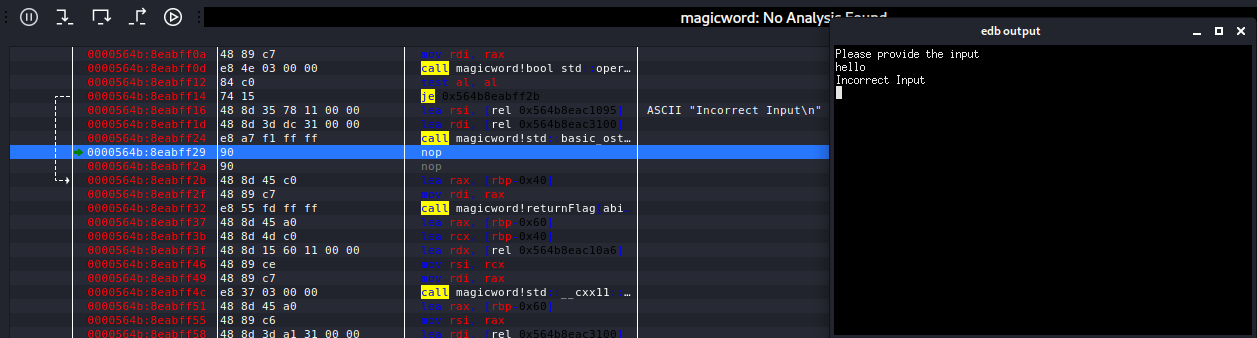 magicword: No Analysis Found
edb output
Please provide the input
hello
Incorrect Input
0000564b:8eabff0a 48 89 c7 mov rdi, rax
0000564b:8eabff0d e8 4e 03 00 00 call magicword!bool std oper…
0000564b:8eabff12 84 c0 al, al
0000564b:8eabff14 74 15 je 0x564b8eabff2b
0000564b:8eabff16 48 8d 35 78 11 00 00 lea rsi, [rel 0x564b8eac1095] ASCII "Incorrect Input\n"
0000564b:8eabff1d 48 8d 3d dc 31 00 00 lea rdi, [rel 0x564b8eac3100]
0000564b:8eabff24 e8 a7 f1 ff ff call magicword!std basic_ost…
0000564b:8eabff29 90 nop
0000564b:8eabff2a 90 nop
0000564b:8eabff2b 48 8d 45 c0 lea rax, [rbp 0x40]
0000564b:8eabff2f 48 89 c7 mov rdi, rax
0000564b:8eabff32 e8 55 fd ff ff call magicword!returnFlag[abi
0000564b:8eabff37 48 8d 45 a0 lea rax, [rbp 0x60]
0000564b:8eabff3b 48 8d 4d c0 lea rcx, [rbp 0x40]
0000564b:8eabff3f 48 8d 15 60 11 00 00 lea rdx, [rel 0x564b8eac10a6]
0000564b:8eabff46 48 89 ce mov rsi, rcx
0000564b:8eabff49 48 89 c7 mov rdi, rax
0000564b:8eabff4c e8 37 03 00 00 call magicword!std __cxx11 …
0000564b:8eabff51 48 8d 45 a0 lea rax, [rbp 0x60]
0000564b:8eabff55 48 89 c6 mov rsi, rax
0000564b:8eabff58 48 8d 3d a1 31 00 00 lea rdi, [rel 0x564b8eac3100]